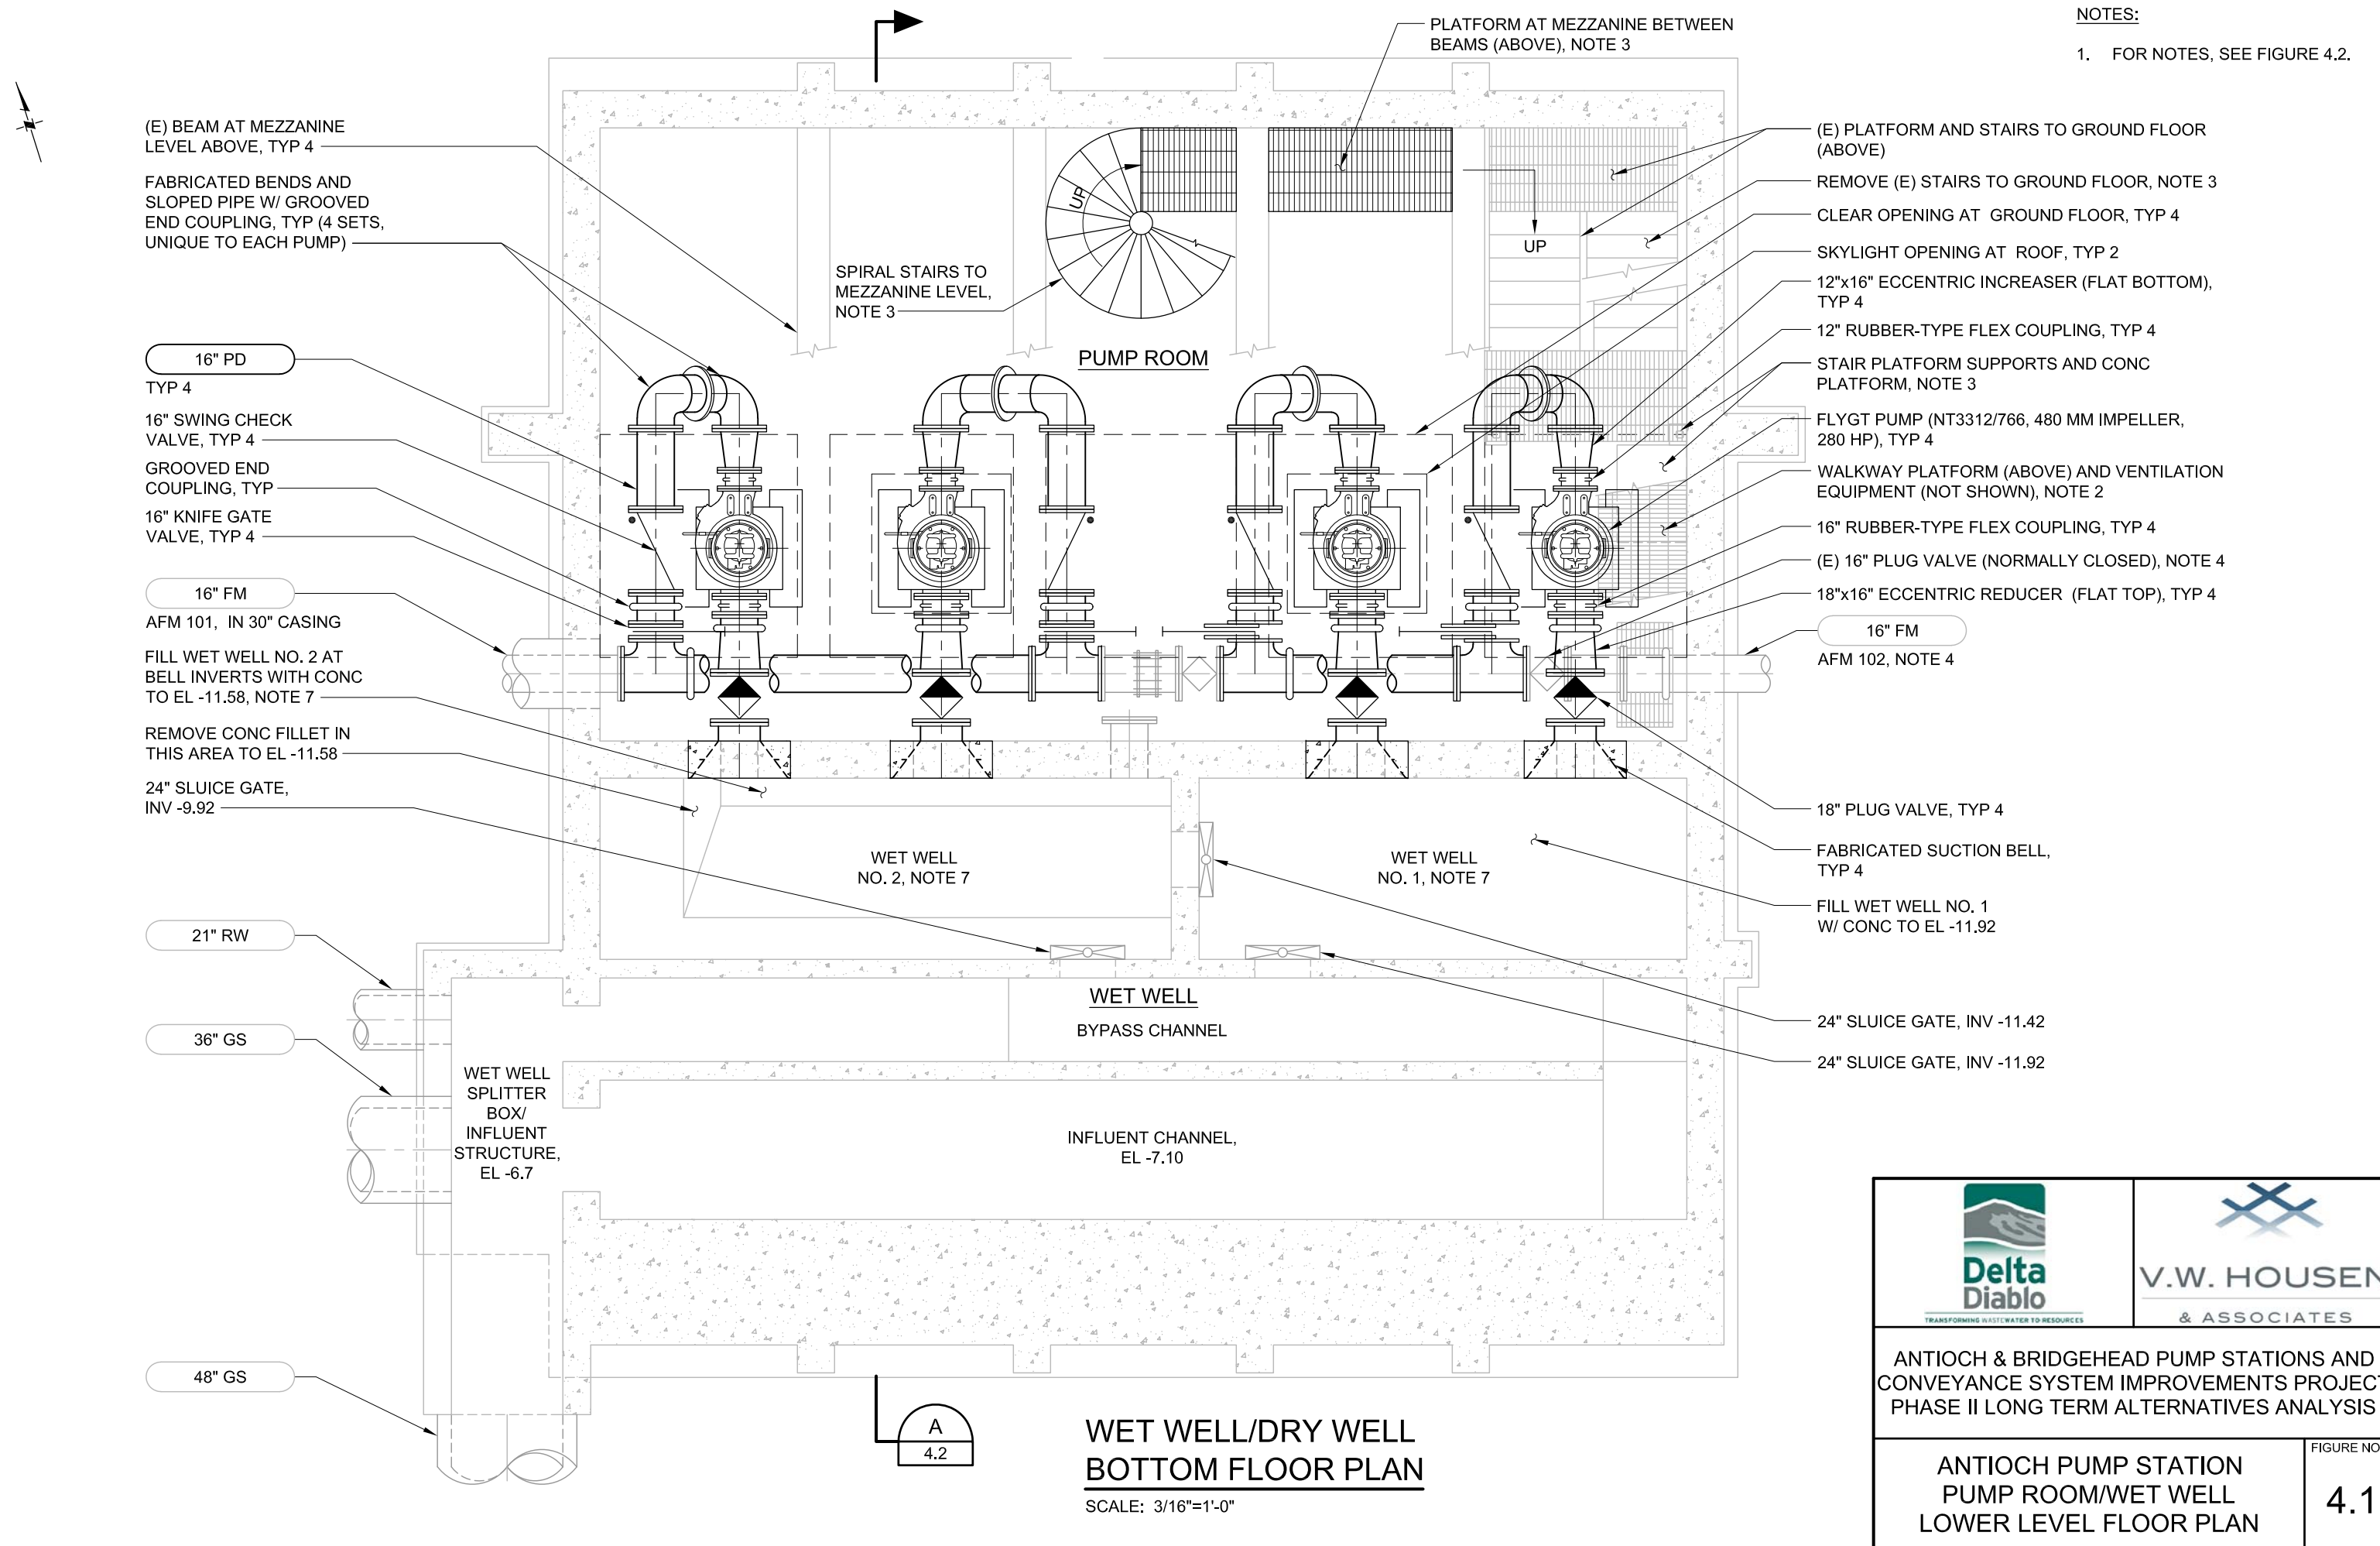 NOTES:
1. FOR NOTES, SEE FIGURE 4.2.
PLATFORM AT MEZZANINE BETWEEN
BEAMS (ABOVE), NOTE 3
(E) BEAM AT MEZZANINE
LEVEL ABOVE, TYP 4
FABRICATED BENDS AND
SLOPED PIPE W/ GROOVED
END COUPLING, TYP (4 SETS,
UNIQUE TO EACH PUMP)
16" PD
TYP 4
16" SWING CHECK
VALVE, TYP 4
GROOVED END
COUPLING, TYP
16" KNIFE GATE
VALVE, TYP 4
16" FM
AFM 101, IN 30" CASING
FILL WET WELL NO. 2 AT
BELL INVERTS WITH CONC
TO EL -11.58, NOTE 7
REMOVE CONC FILLET IN
THIS AREA TO EL -11.58
24" SLUICE GATE,
INV -9.92
21" RW
36" GS
48" GS
UP
SPIRAL STAIRS TO
MEZZANINE LEVEL,
NOTE 3
UP
PUMP ROOM
WET WELL
NO. 2, NOTE 7
WET WELL
NO. 1, NOTE 7
WET WELL
BYPASS CHANNEL
WET WELL
SPLITTER
BOX/
INFLUENT
STRUCTURE,
EL -6.7
INFLUENT CHANNEL,
EL -7.10
(E) PLATFORM AND STAIRS TO GROUND FLOOR
(ABOVE)
REMOVE (E) STAIRS TO GROUND FLOOR, NOTE 3
CLEAR OPENING AT GROUND FLOOR, TYP 4
SKYLIGHT OPENING AT ROOF, TYP 2
12"x16" ECCENTRIC INCREASER (FLAT BOTTOM),
TYP 4
12" RUBBER-TYPE FLEX COUPLING, TYP 4
STAIR PLATFORM SUPPORTS AND CONC
PLATFORM, NOTE 3
FLYGT PUMP (NT3312/766, 480 MM IMPELLER,
280 HP), TYP 4
WALKWAY PLATFORM (ABOVE) AND VENTILATION
EQUIPMENT (NOT SHOWN), NOTE 2
16" RUBBER-TYPE FLEX COUPLING, TYP 4
(E) 16" PLUG VALVE (NORMALLY CLOSED), NOTE 4
18"x16" ECCENTRIC REDUCER (FLAT TOP), TYP 4
16" FM
AFM 102, NOTE 4
18" PLUG VALVE, TYP 4
FABRICATED SUCTION BELL,
TYP 4
FILL WET WELL NO. 1
W/ CONC TO EL -11.92
24" SLUICE GATE, INV -11.42
24" SLUICE GATE, INV -11.92
A
4.2
WET WELL/DRY WELL
BOTTOM FLOOR PLAN
SCALE: 3/16"=1'-0"
Delta
Diablo
TRANSFORMING WASTEWATER TO RESOURCES
V.W. HOUSEN
& ASSOCIATES
ANTIOCH & BRIDGEHEAD PUMP STATIONS AND
CONVEYANCE SYSTEM IMPROVEMENTS PROJECT
PHASE II LONG TERM ALTERNATIVES ANALYSIS
ANTIOCH PUMP STATION
PUMP ROOM/WET WELL
LOWER LEVEL FLOOR PLAN
FIGURE NO
4.1